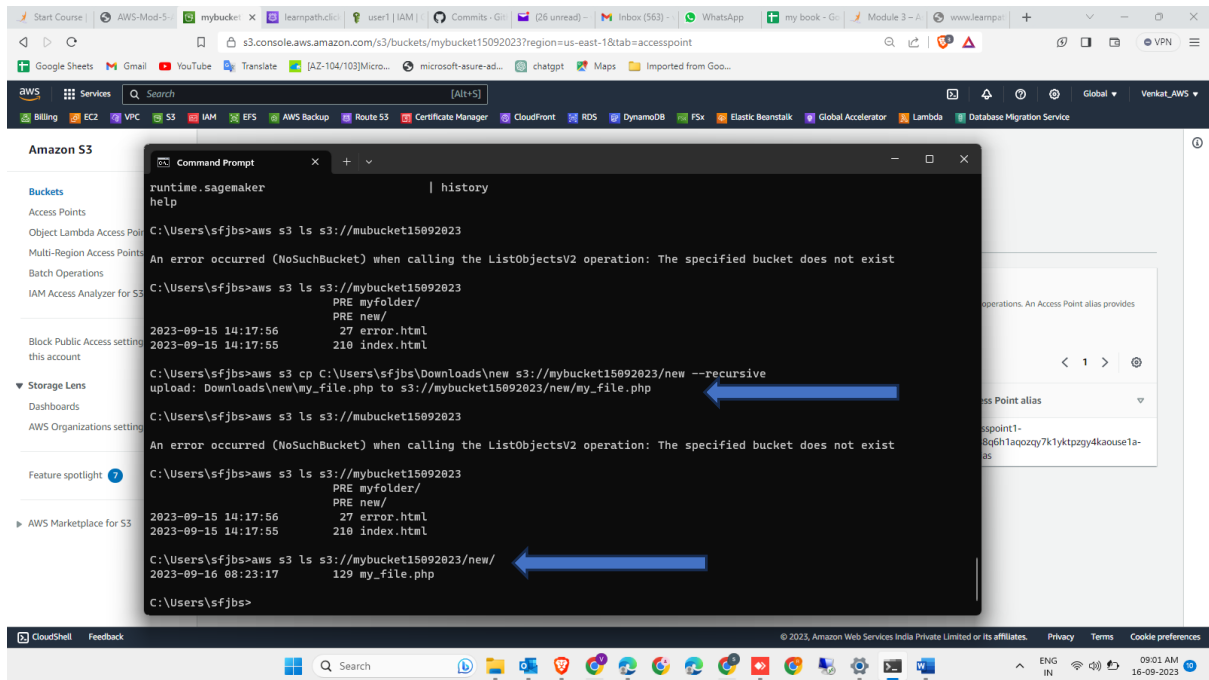 Start Course
AWS-Mod-5-
mybucket
learnpath.clic
user1 | IAM | C
Commits · Git
(26 unread) –
Inbox (563) -
WhatsApp
my book - Go
Module 3 – A
www.learnpat
s3.console.aws.amazon.com/s3/buckets/mybucket15092023?region=us-east-1&tab=accesspoint
VPN
Google Sheets
Gmail
YouTube
Translate
[AZ-104/103]Micro...
microsoft-asure-ad...
chatgpt
Maps
Imported from Goo...
aws
Services
Search
[Alt+S]
Global
Venkat_AWS
Billing
EC2
VPC
S3
IAM
EFS
AWS Backup
Route 53
Certificate Manager
CloudFront
RDS
DynamoDB
FSx
Elastic Beanstalk
Global Accelerator
Lambda
Database Migration Service
Amazon S3
Buckets
Access Points
Object Lambda Access Poin
Multi-Region Access Points
Batch Operations
IAM Access Analyzer for S3
Block Public Access setting
this account
Storage Lens
Dashboards
AWS Organizations setting
Feature spotlight 7
AWS Marketplace for S3
Command Prompt
runtime.sagemaker | history
help
C:\Users\sfjbs>aws s3 ls s3://mubucket15092023
An error occurred (NoSuchBucket) when calling the ListObjectsV2 operation: The specified bucket does not exist
C:\Users\sfjbs>aws s3 ls s3://mybucket15092023
PRE myfolder/
PRE new/
2023-09-15 14:17:56 27 error.html
2023-09-15 14:17:55 210 index.html
C:\Users\sfjbs>aws s3 cp C:\Users\sfjbs\Downloads\new s3://mybucket15092023/new --recursive
upload: Downloads\new\my_file.php to s3://mybucket15092023/new/my_file.php
C:\Users\sfjbs>aws s3 ls s3://mubucket15092023
An error occurred (NoSuchBucket) when calling the ListObjectsV2 operation: The specified bucket does not exist
C:\Users\sfjbs>aws s3 ls s3://mybucket15092023
PRE myfolder/
PRE new/
2023-09-15 14:17:56 27 error.html
2023-09-15 14:17:55 210 index.html
C:\Users\sfjbs>aws s3 ls s3://mybucket15092023/new/
2023-09-16 08:23:17 129 my_file.php
C:\Users\sfjbs>
operations. An Access Point alias provides
1
ess Point alias
sspoint1-
8q6h1aqozqy7k1yktpzgy4kaouse1a-
as
CloudShell
Feedback
© 2023, Amazon Web Services India Private Limited or its affiliates.
Privacy
Terms
Cookie preferences
Search
ENG
IN
09:01 AM
16-09-2023
10